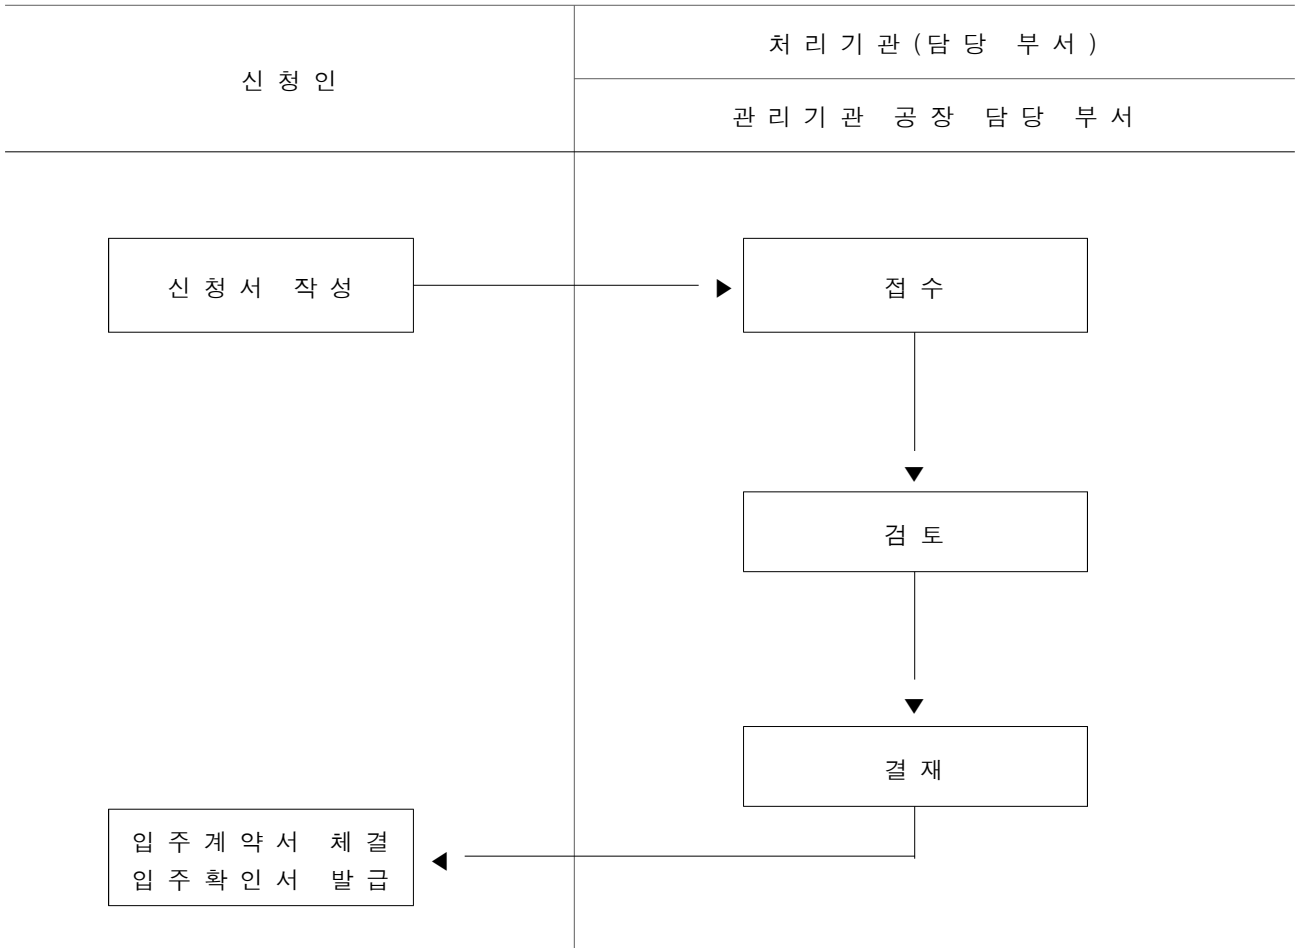 신청인
처리기관(담당 부서)
관리기관 공장 담당 부서
신청서 작성
접수
검토
결재
입주계약서 체결
입주확인서 발급